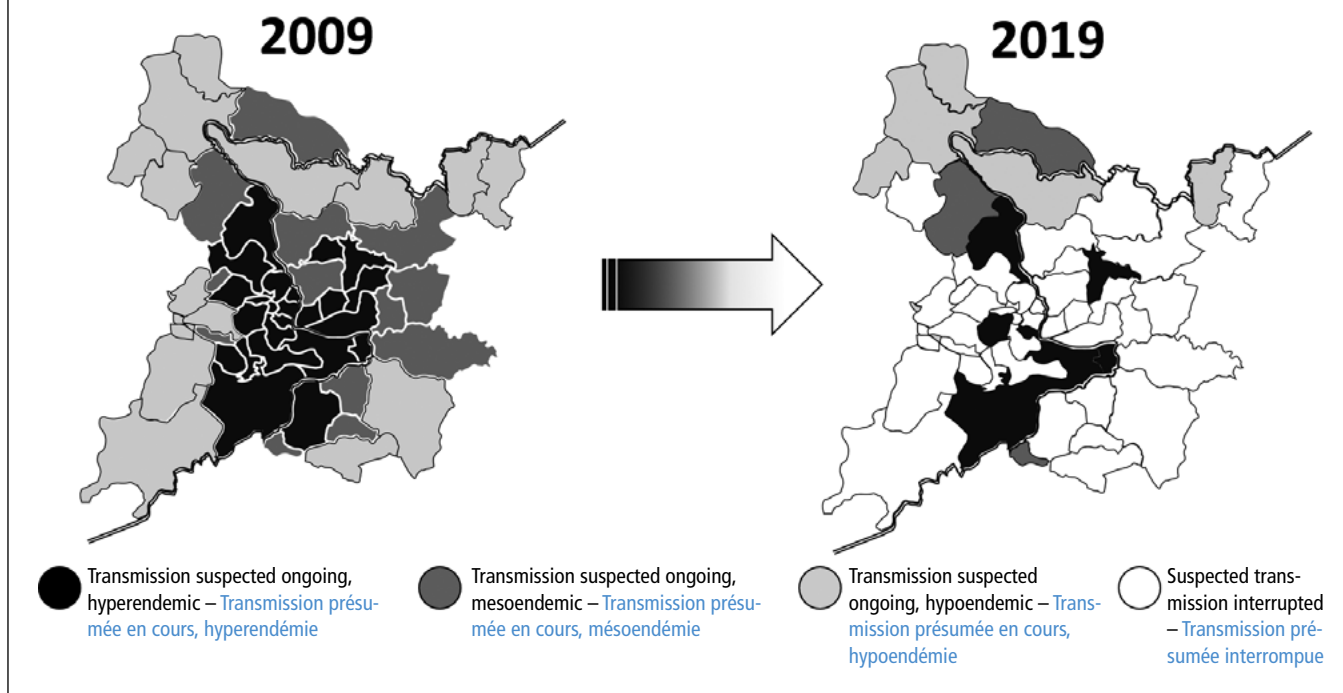 2009
2019
Transmission suspected ongoing,
hyperendemic – Transmission présu-
mée en cours, hyperendémie
Transmission suspected ongoing,
mesoendemic – Transmission présu-
mée en cours, mésoendémie
Transmission suspected
ongoing, hypoendemic – Trans-
mission présumée en cours,
hypoendémie
Suspected trans-
mission interrupted
– Transmission pré-
sumée interrompue